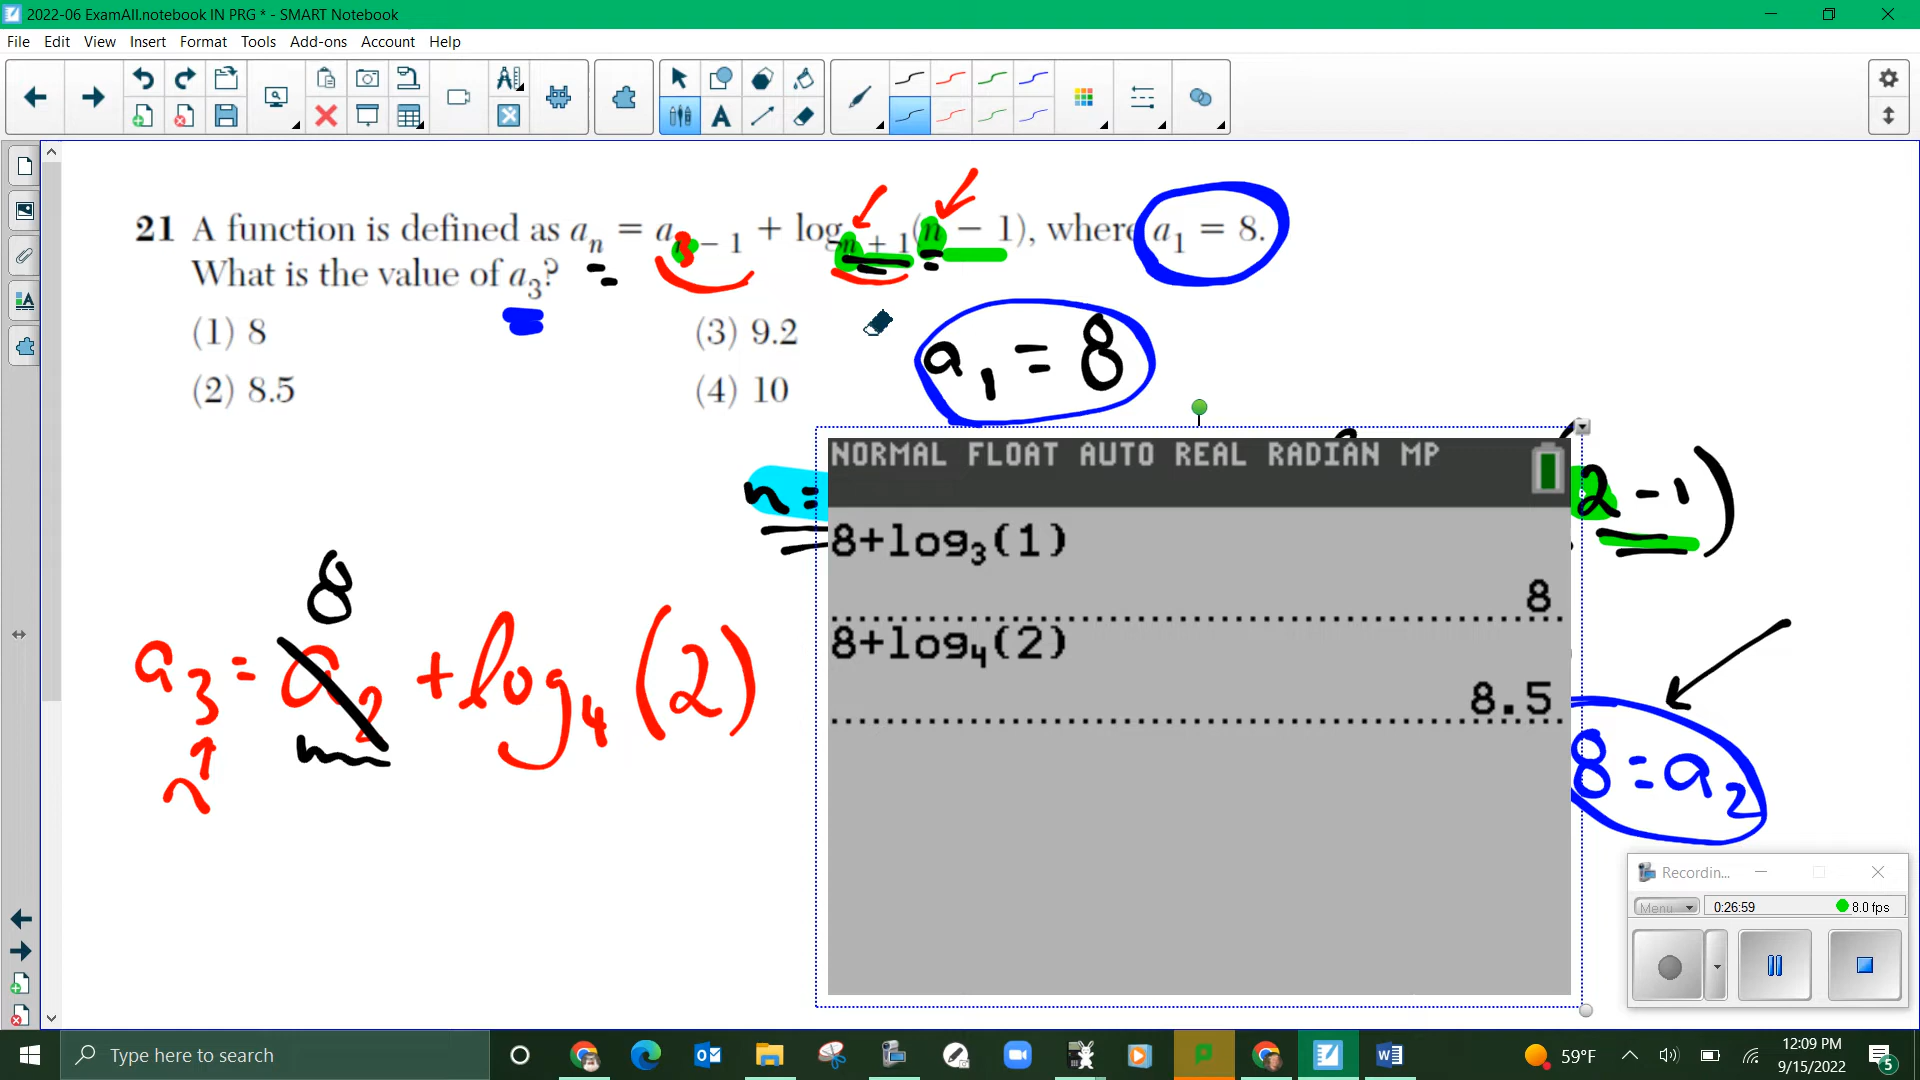 2022-06 ExamAll.notebook IN PRG * - SMART Notebook
File Edit View Insert Format Tools Add-ons Account Help
21 A function is defined as aₙ = aₙ₋₁ + logₙ₊₁(n − 1), where a₁ = 8.
3
What is the value of a₃?
(1) 8
(3) 9.2
(2) 8.5
(4) 10
a₁ = 8
NORMAL FLOAT AUTO REAL RADIAN MP
n =
2 - 1)
8+log₃(1)
8
8+log₄(2)
8.5
8
a₃ = a₂ + log₄(2)
n
8 = a₂
Recordin...
Menu
0:26:59
8.0 fps
Type here to search
59°F
12:09 PM
9/15/2022
5